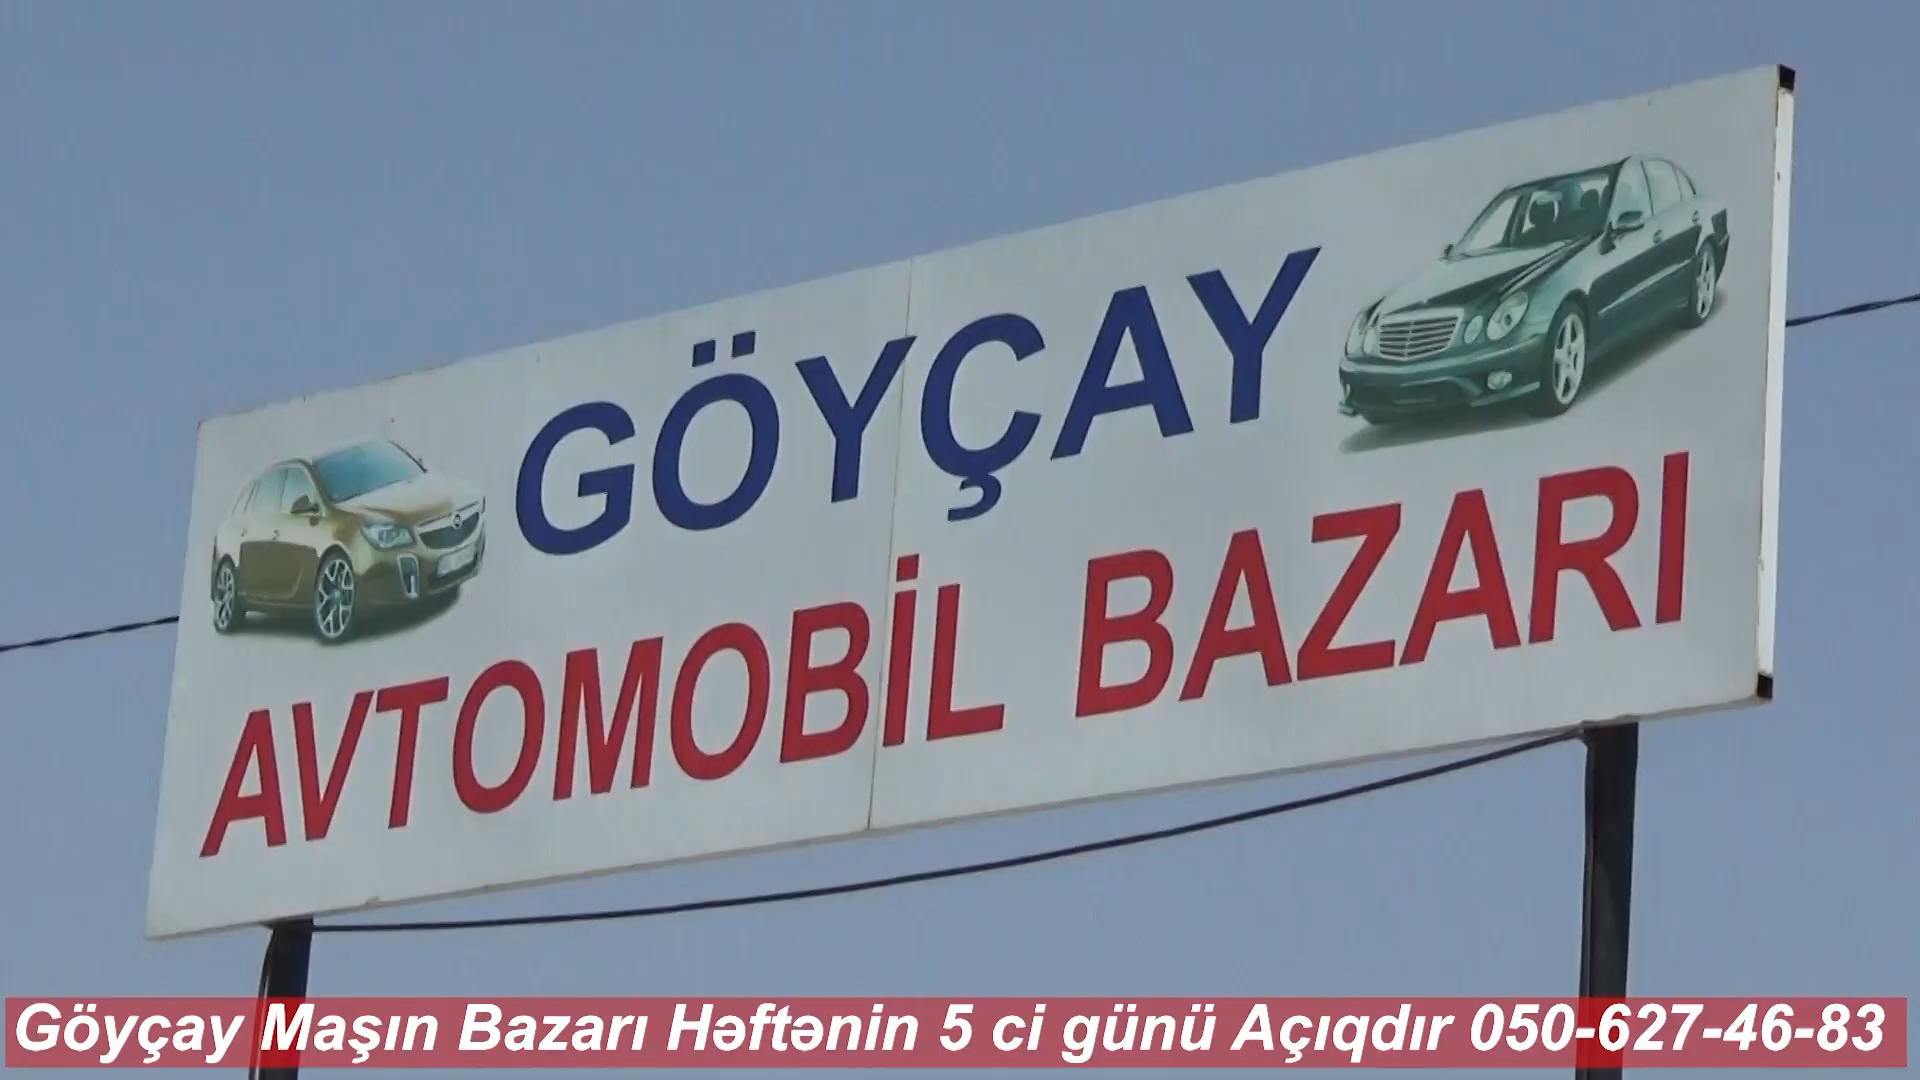 GÖYÇAY
AVTOMOBİL BAZARI
Göyçay Maşın Bazarı Həftənin 5 ci günü Açıqdır 050-627-46-83